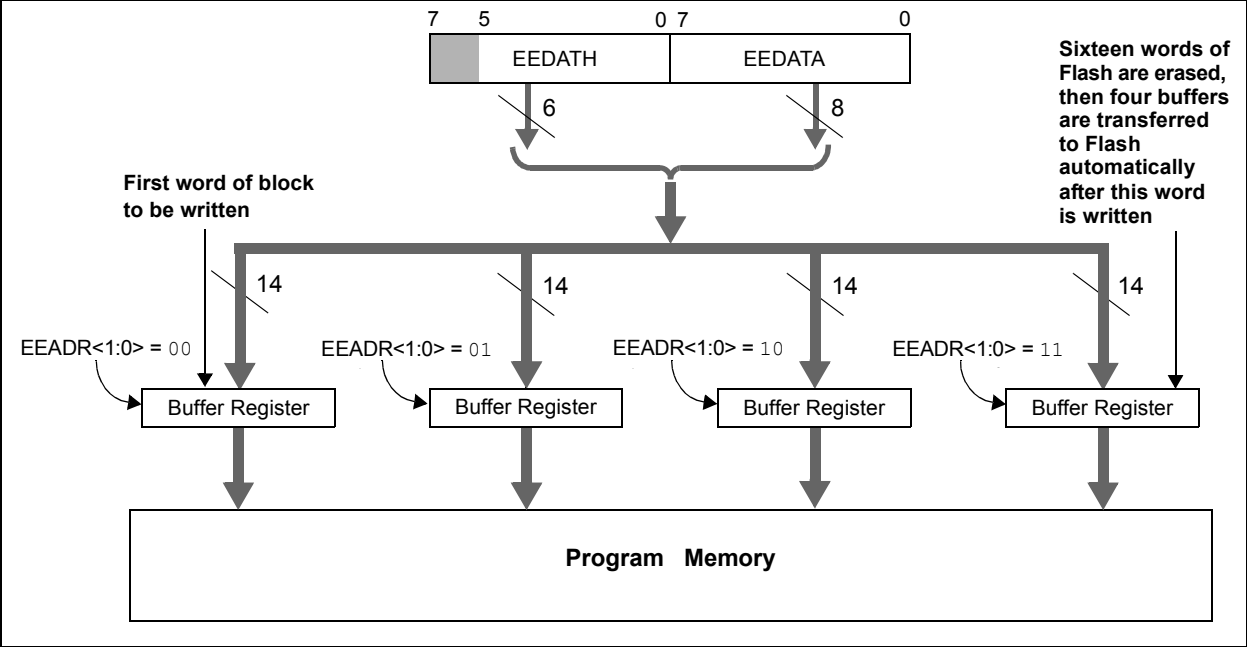 7 5 0 7 0
EEDATH EEDATA
6 8
Sixteen words of
Flash are erased,
then four buffers
are transferred
to Flash
automatically
after this word
is written
First word of block
to be written
14 14 14 14
EEADR<1:0> = 00 EEADR<1:0> = 01 EEADR<1:0> = 10 EEADR<1:0> = 11
Buffer Register Buffer Register Buffer Register Buffer Register
Program Memory